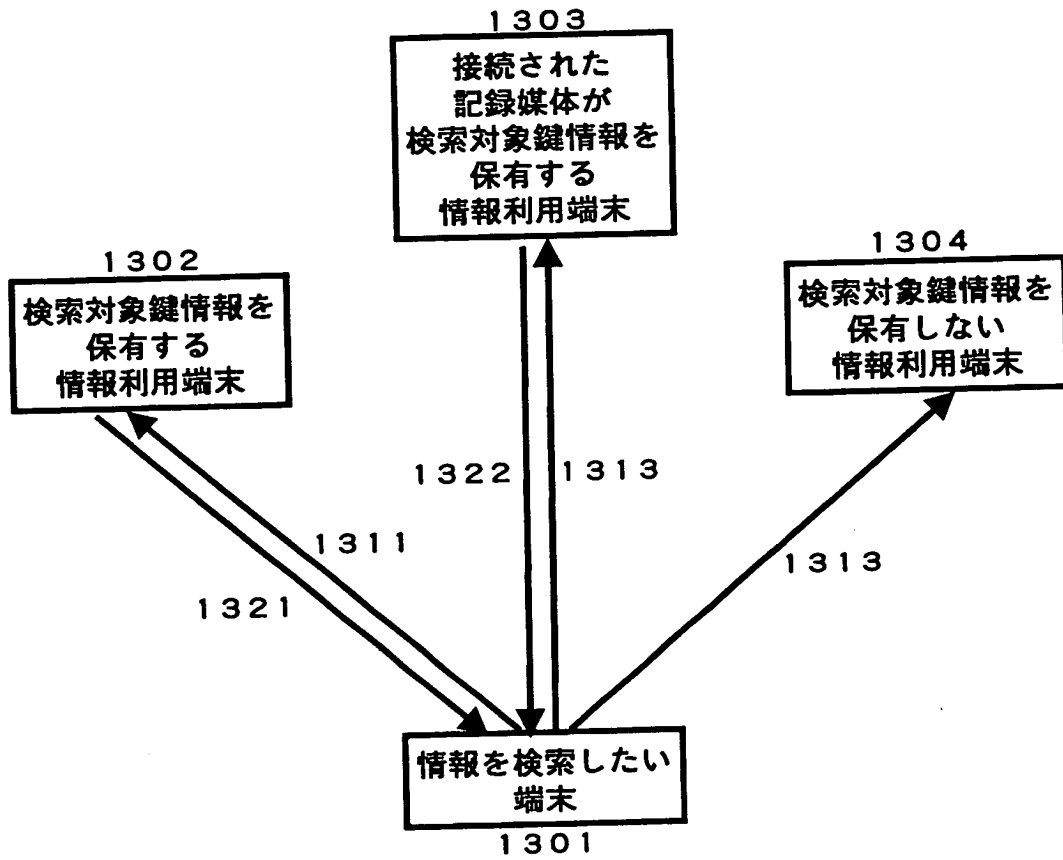 １３０３
接続された
記録媒体が
検索対象鍵情報を
保有する
情報利用端末
１３０２
検索対象鍵情報を
保有する
情報利用端末
１３０４
検索対象鍵情報を
保有しない
情報利用端末
１３２２
１３１３
１３１１
１３２１
１３１３
情報を検索したい
端末
１３０１